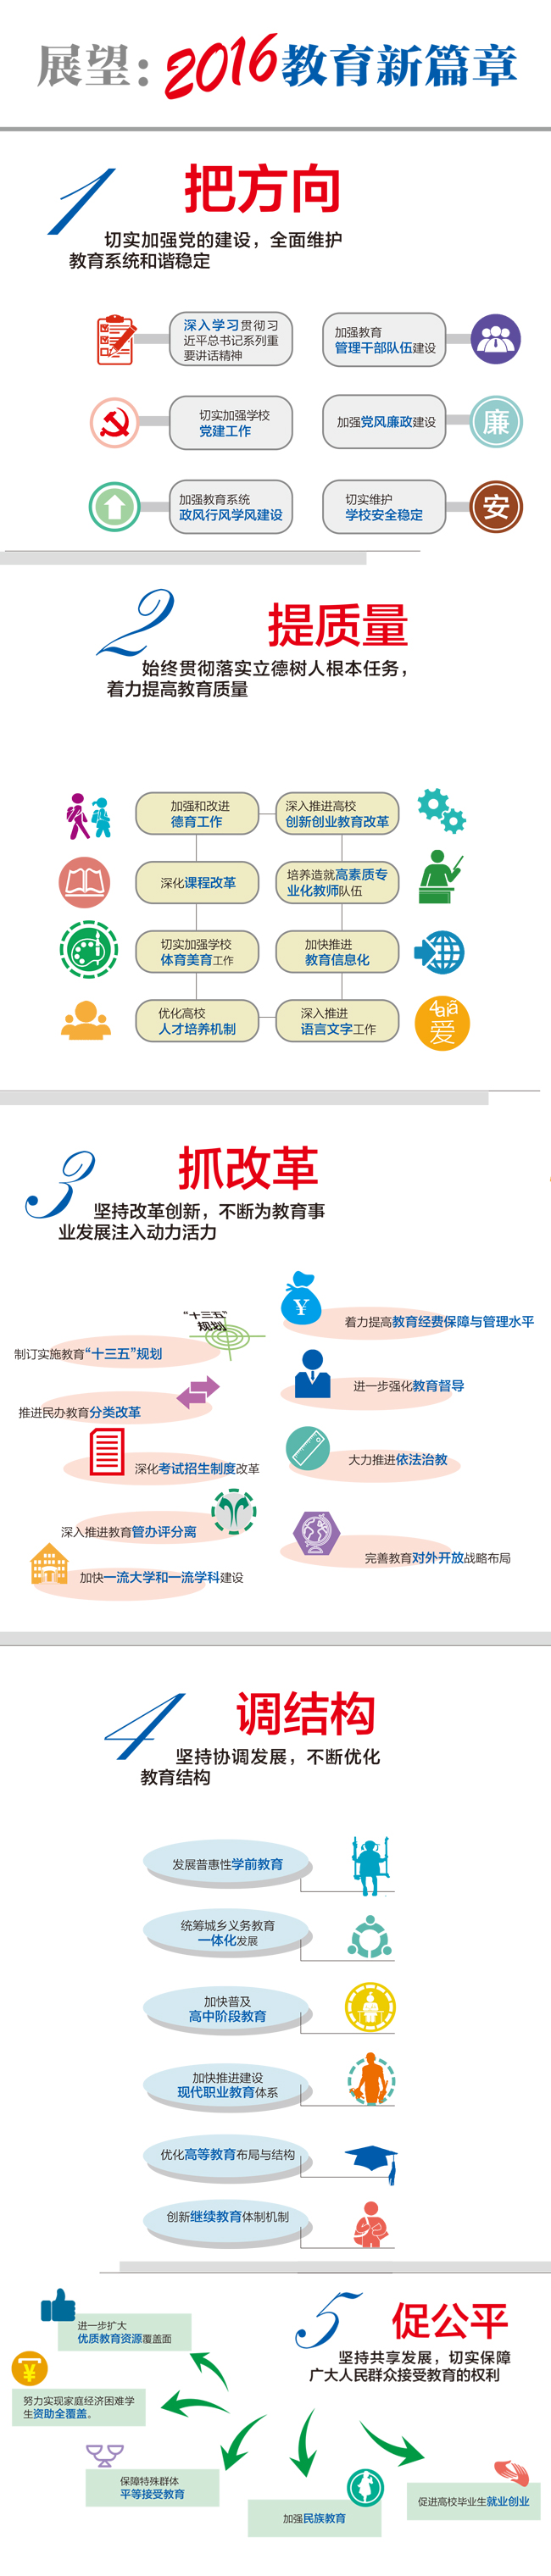 展望：2016教育新篇章
1
把方向
切实加强党的建设，全面维护
教育系统和谐稳定
深入学习贯彻习
近平总书记系列重
要讲话精神
加强教育
管理干部队伍建设
切实加强学校
党建工作
加强党风廉政建设
廉
加强教育系统
政风行风学风建设
切实维护
学校安全稳定
安
2
提质量
始终贯彻落实立德树人根本任务，
着力提高教育质量
加强和改进
德育工作
深入推进高校
创新创业教育改革
深化课程改革
培养造就高素质专
业化教师队伍
切实加强学校
体育美育工作
加快推进
教育信息化
优化高校
人才培养机制
深入推进
语言文字工作
爱
3
抓改革
坚持改革创新，不断为教育事
业发展注入动力活力
“十三五”
规划
¥
着力提高教育经费保障与管理水平
制订实施教育“十三五”规划
进一步强化教育督导
推进民办教育分类改革
大力推进依法治教
深化考试招生制度改革
深入推进教育管办评分离
完善教育对外开放战略布局
加快一流大学和一流学科建设
4
调结构
坚持协调发展，不断优化
教育结构
发展普惠性学前教育
统筹城乡义务教育
一体化发展
加快普及
高中阶段教育
加快推进建设
现代职业教育体系
优化高等教育布局与结构
创新继续教育体制机制
5
促公平
坚持共享发展，切实保障
广大人民群众接受教育的权利
进一步扩大
优质教育资源覆盖面
¥
努力实现家庭经济困难学
生资助全覆盖。
保障特殊群体
平等接受教育
加强民族教育
促进高校毕业生就业创业